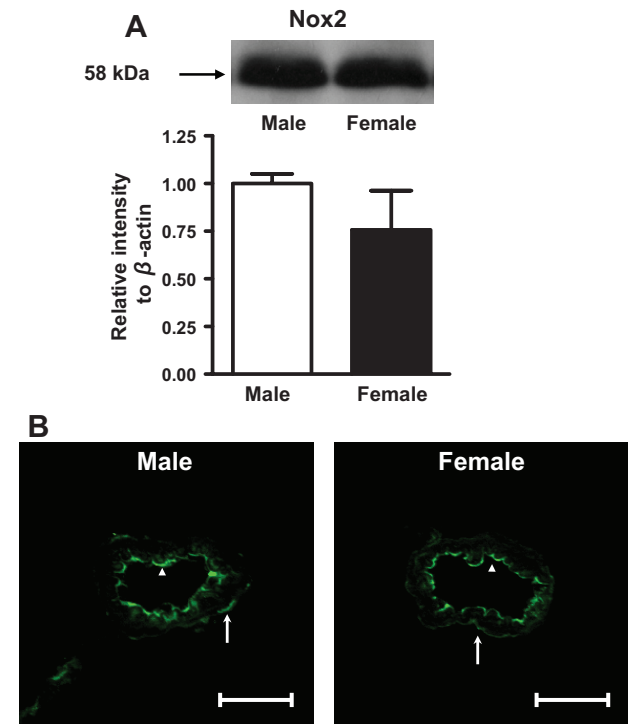 A
Nox2
58 kDa
Male Female
1.25
1.00
0.75
0.50
0.25
0.00
Relative intensity
to β-actin
Male Female
B
Male Female